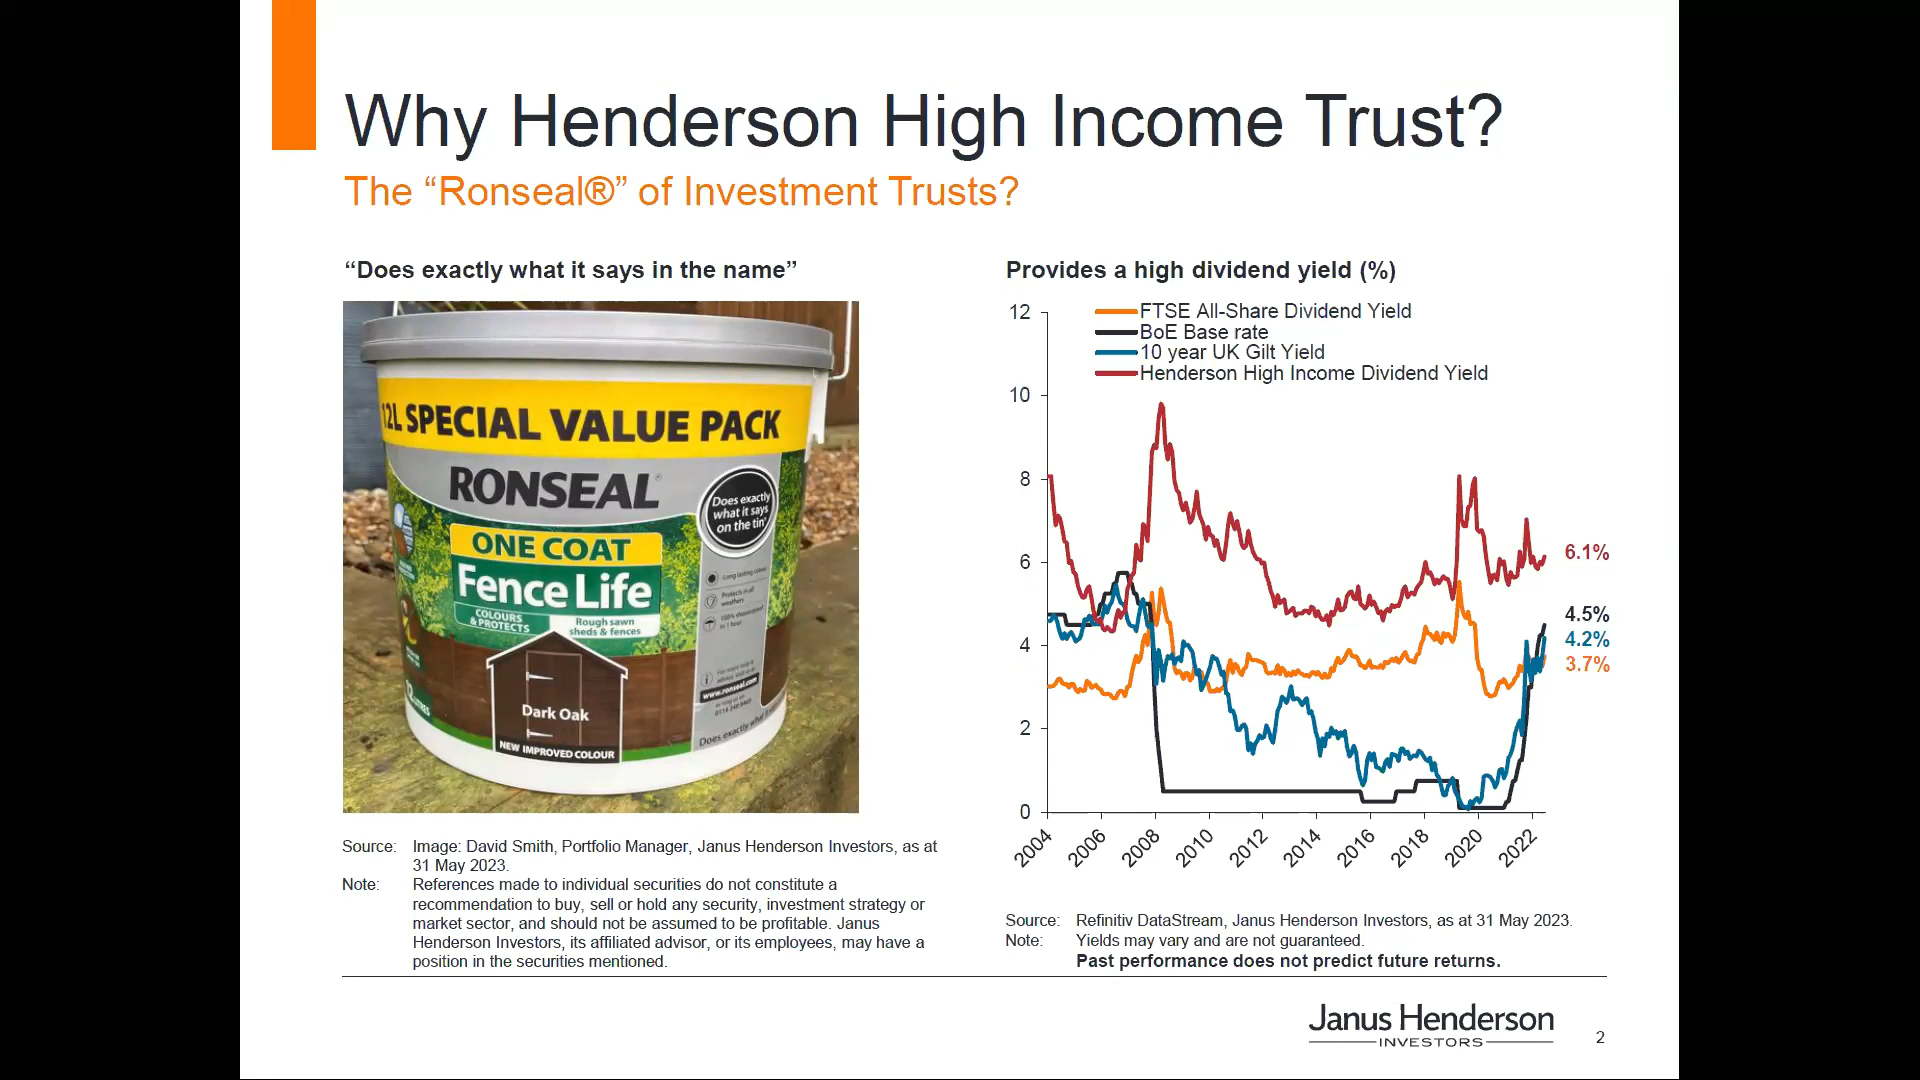 Why Henderson High Income Trust?
The “Ronseal®” of Investment Trusts?
“Does exactly what it says in the name”
12L SPECIAL VALUE PACK
RONSEAL
Does exactly
what it says
on the tin
ONE COAT
Fence Life
COLOURS
& PROTECTS
Rough sawn
sheds & fences
Long lasting colour
Protects in all
weathers
www.ronseal.com
Dark Oak
NEW IMPROVED COLOUR
Does exactly what it
Source: Image: David Smith, Portfolio Manager, Janus Henderson Investors, as at
31 May 2023.
Note: References made to individual securities do not constitute a
recommendation to buy, sell or hold any security, investment strategy or
market sector, and should not be assumed to be profitable. Janus
Henderson Investors, its affiliated advisor, or its employees, may have a
position in the securities mentioned.
Provides a high dividend yield (%)
FTSE All-Share Dividend Yield
BoE Base rate
10 year UK Gilt Yield
Henderson High Income Dividend Yield
12
10
8
6
4
2
0
6.1%
4.5%
4.2%
3.7%
2004 2006 2008 2010 2012 2014 2016 2018 2020 2022
Source: Refinitiv DataStream, Janus Henderson Investors, as at 31 May 2023.
Note: Yields may vary and are not guaranteed.
Past performance does not predict future returns.
Janus Henderson
INVESTORS
2